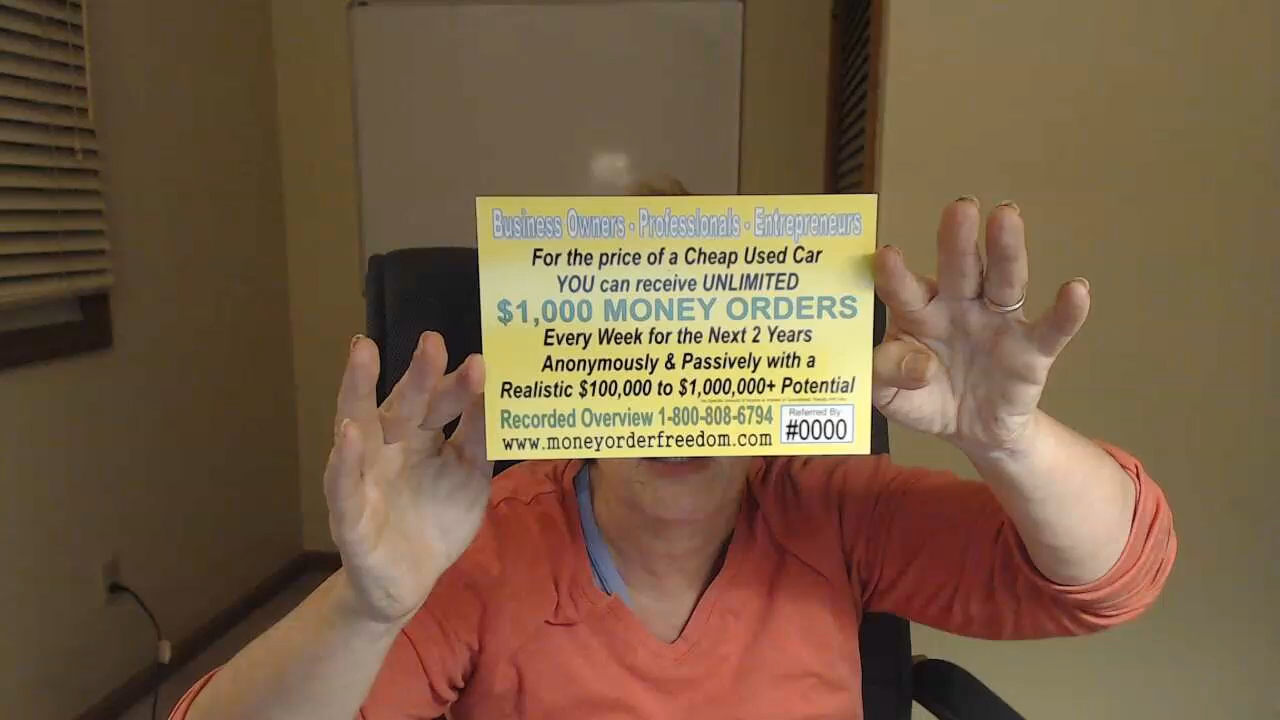 Business Owners - Professionals - Entrepreneurs
For the price of a Cheap Used Car
YOU can receive UNLIMITED
$1,000 MONEY ORDERS
Every Week for the Next 2 Years
Anonymously & Passively with a
Realistic $100,000 to $1,000,000+ Potential
Recorded Overview 1-800-808-6794
www.moneyorderfreedom.com
Referred By
#0000